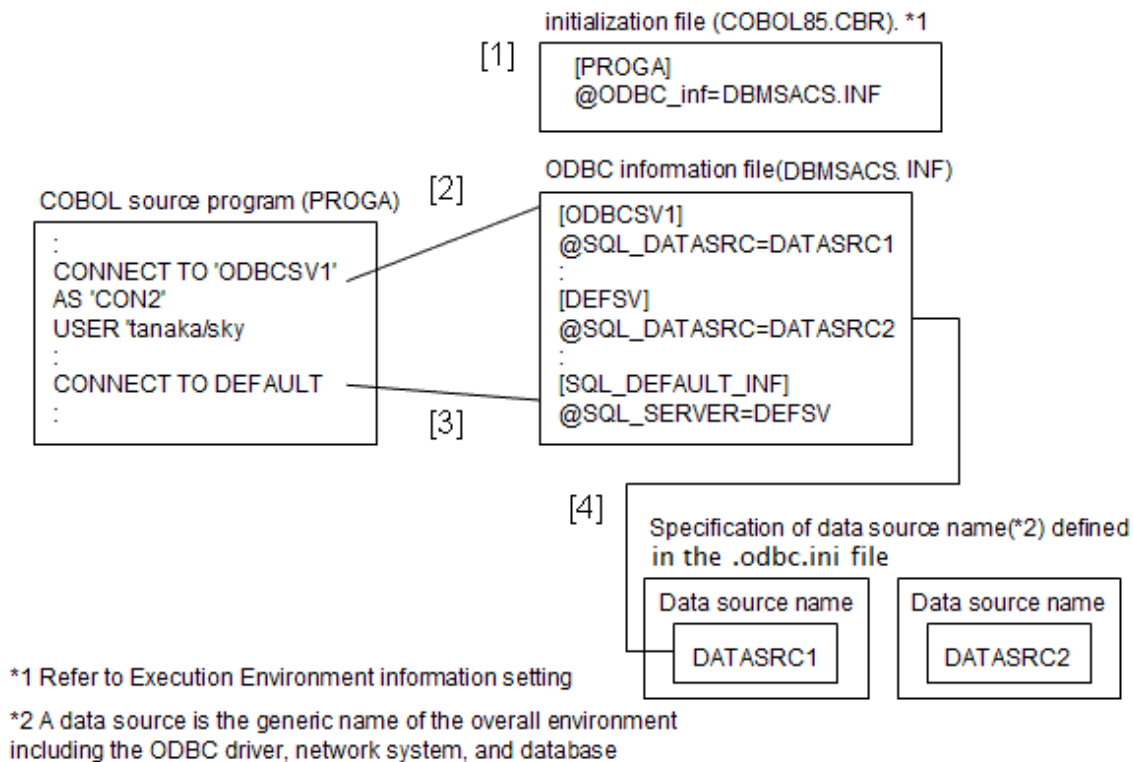 initialization file (COBOL85.CBR). *1
[1]
[PROGA]
@ODBC_inf=DBMSACS.INF
ODBC information file(DBMSACS. INF)
COBOL source program (PROGA)
[2]
:
CONNECT TO 'ODBCSV1'
AS 'CON2'
USER 'tanaka/sky
:
CONNECT TO DEFAULT
:
[ODBCSV1]
@SQL_DATASRC=DATASRC1
:
[DEFSV]
@SQL_DATASRC=DATASRC2
:
[SQL_DEFAULT_INF]
@SQL_SERVER=DEFSV
[3]
[4]
Specification of data source name(*2) defined
in the .odbc.ini file
Data source name
DATASRC1
Data source name
DATASRC2
*1 Refer to Execution Environment information setting
*2 A data source is the generic name of the overall environment
including the ODBC driver, network system, and database